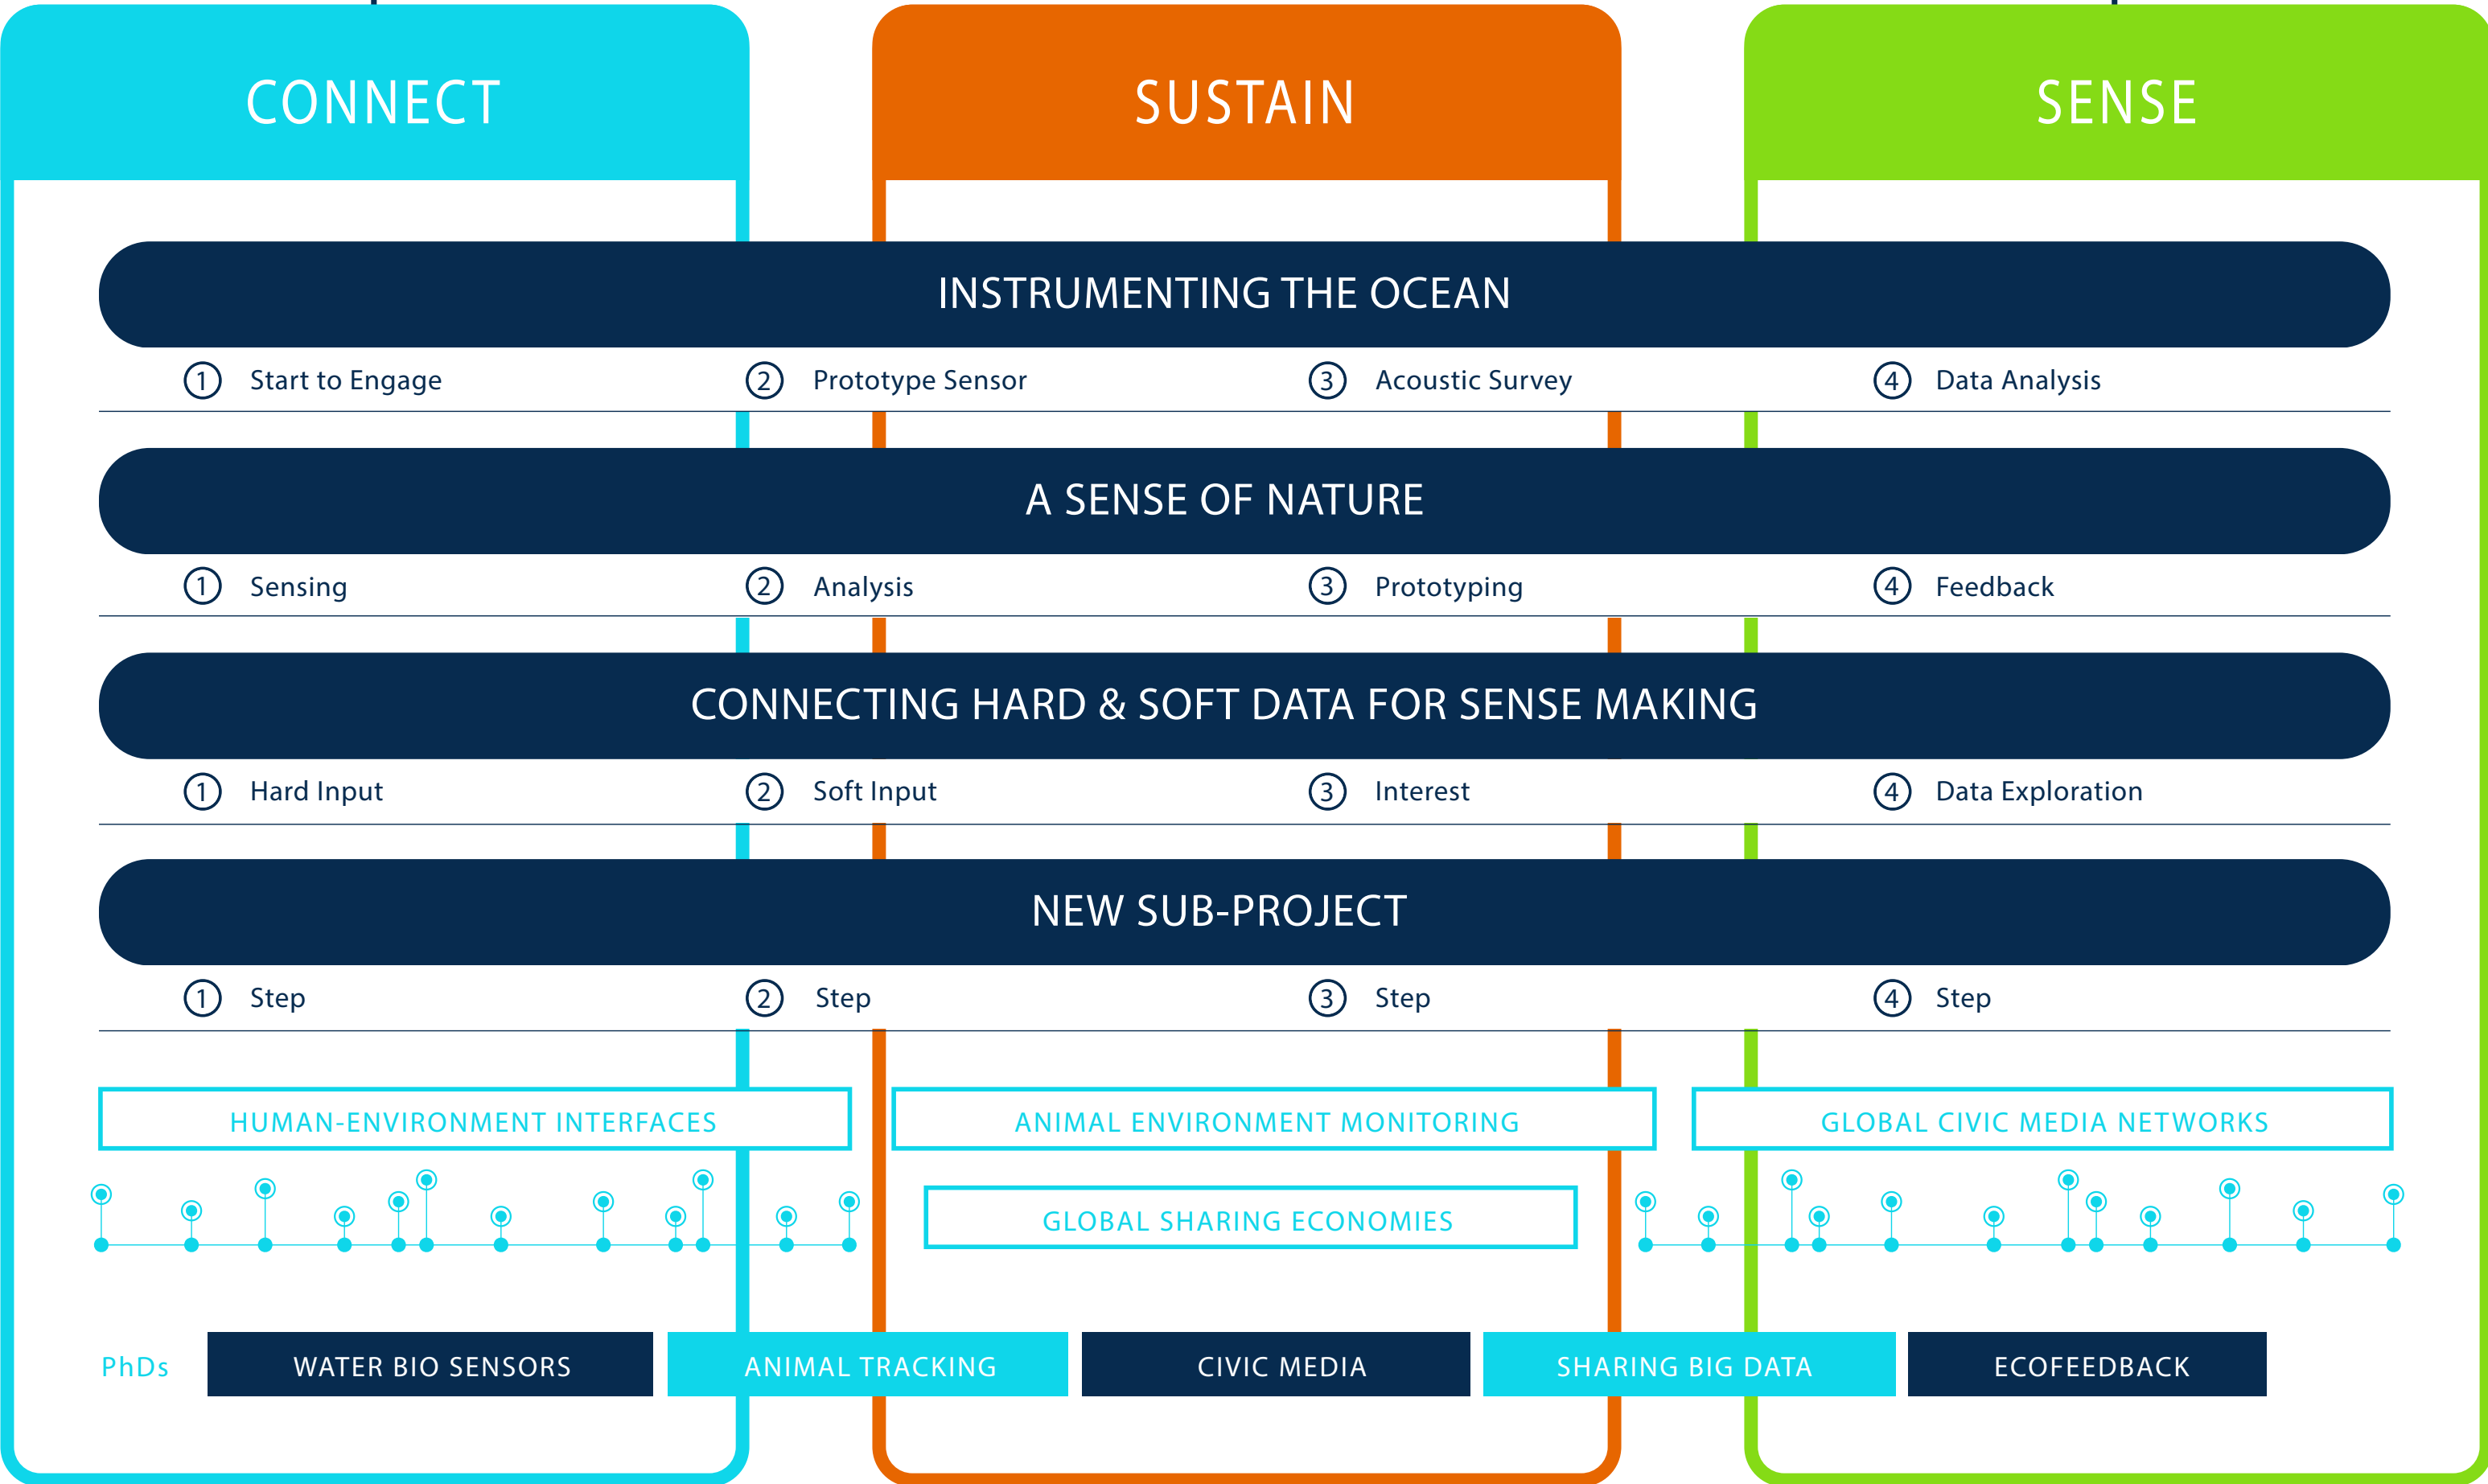 CONNECT
SUSTAIN
SENSE
INSTRUMENTING THE OCEAN
1 Start to Engage
2 Prototype Sensor
3 Acoustic Survey
4 Data Analysis
A SENSE OF NATURE
1 Sensing
2 Analysis
3 Prototyping
4 Feedback
CONNECTING HARD & SOFT DATA FOR SENSE MAKING
1 Hard Input
2 Soft Input
3 Interest
4 Data Exploration
NEW SUB-PROJECT
1 Step
2 Step
3 Step
4 Step
HUMAN-ENVIRONMENT INTERFACES
ANIMAL ENVIRONMENT MONITORING
GLOBAL CIVIC MEDIA NETWORKS
GLOBAL SHARING ECONOMIES
PhDs
WATER BIO SENSORS
ANIMAL TRACKING
CIVIC MEDIA
SHARING BIG DATA
ECOFEEDBACK